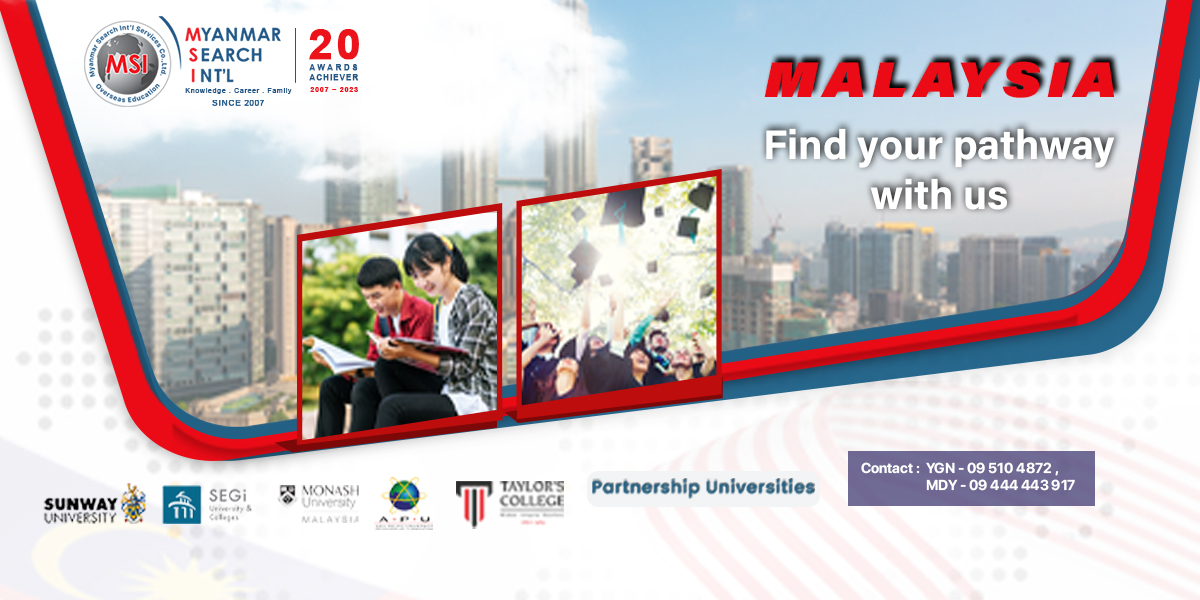 Myanmar Search Int'l Services Co.,Ltd.
MSI
Overseas Education
MYANMAR
SEARCH
INT'L
Knowledge . Career . Family
SINCE 2007
20
AWARDS
ACHIEVER
2007 – 2023
MALAYSIA
Find your pathway
with us
SUNWAY
UNIVERSITY
SEGi
University &
Colleges
MONASH
University
MALAYSIA
A . P . U
TAYLOR'S
COLLEGE
Partnership Universities
Contact : YGN - 09 510 4872 ,
MDY - 09 444 443 917